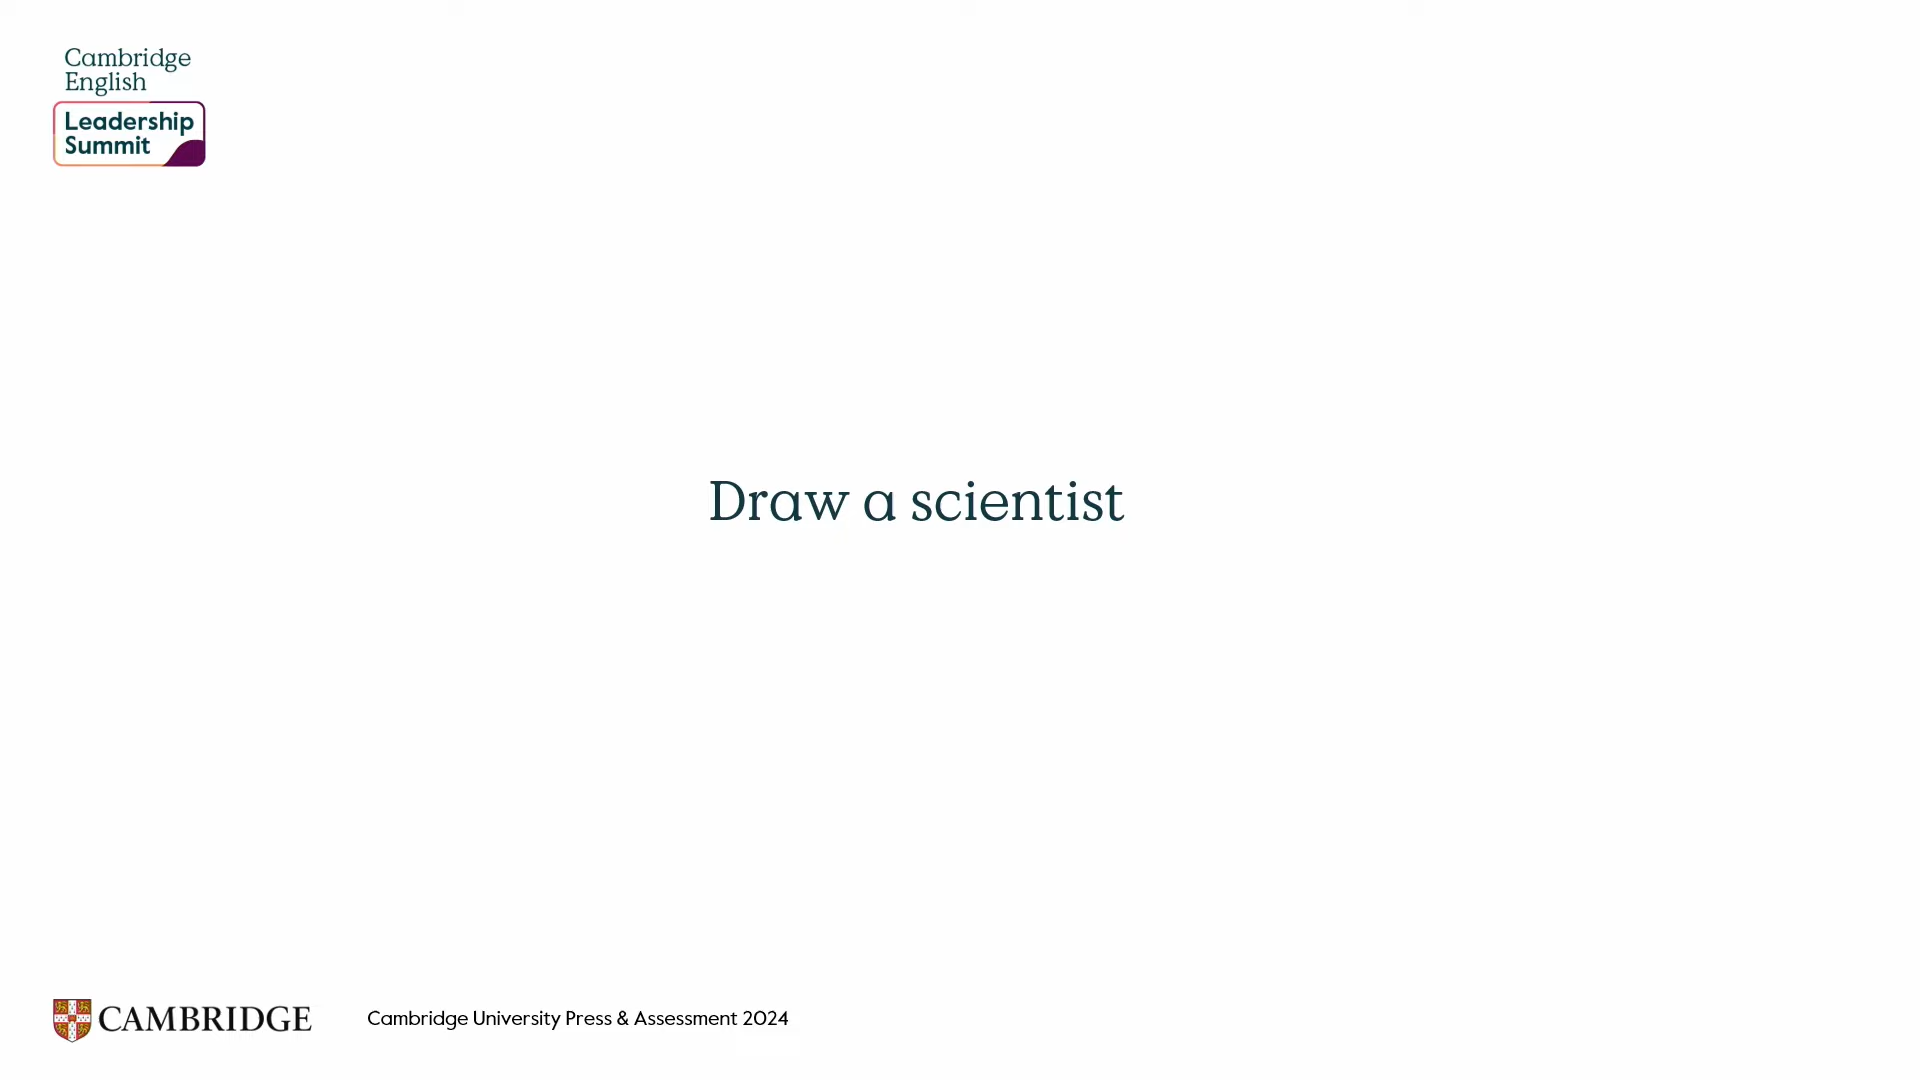 Cambridge
English
Leadership
Summit
Draw a scientist
CAMBRIDGE
Cambridge University Press & Assessment 2024